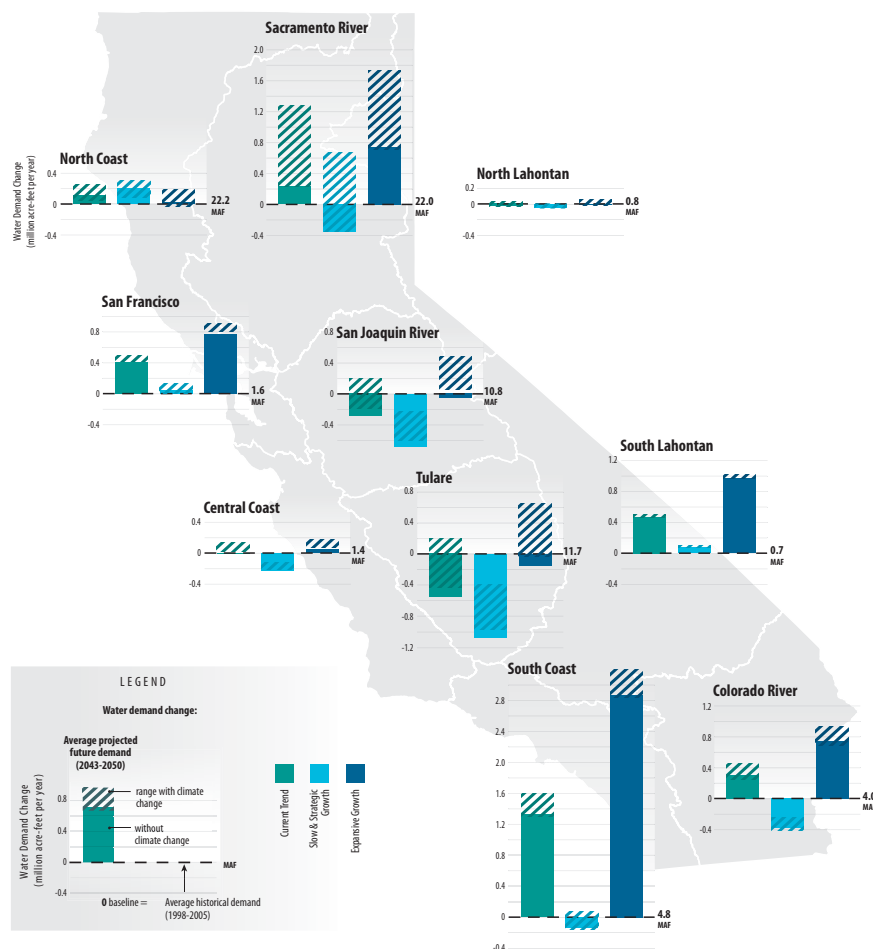 Sacramento River
2.0
1.6
1.2
0.8
0.4
0
-0.4
22.0
MAF
North Coast
Water Demand Change
(million acre-feet per year)
0.4
0
-0.4
22.2
MAF
North Lahontan
0.2
0
-0.4
0.8
MAF
San Francisco
0.8
0.4
0
-0.4
1.6
MAF
San Joaquin River
0.8
0.4
0
-0.4
10.8
MAF
South Lahontan
1.2
0.8
0.4
0
-0.4
0.7
MAF
Tulare
0.8
0.4
0
-0.4
-0.8
-1.2
11.7
MAF
Central Coast
0.4
0
-0.4
1.4
MAF
South Coast
2.8
2.4
2.0
1.6
1.2
0.8
0.4
0
-0.4
4.8
MAF
Colorado River
1.2
0.8
0.4
0
-0.4
4.0
MA
LEGEND
Water demand change:
Average projected
future demand
(2043-2050)
Water Demand Change
(million acre-feet per year)
0.8
0.4
0
-0.4
range with climate
change
without
climate change
MAF
0 baseline =
Average historical demand
(1998-2005)
Current Trend
Slow & Strategic
Growth
Expansive Growth